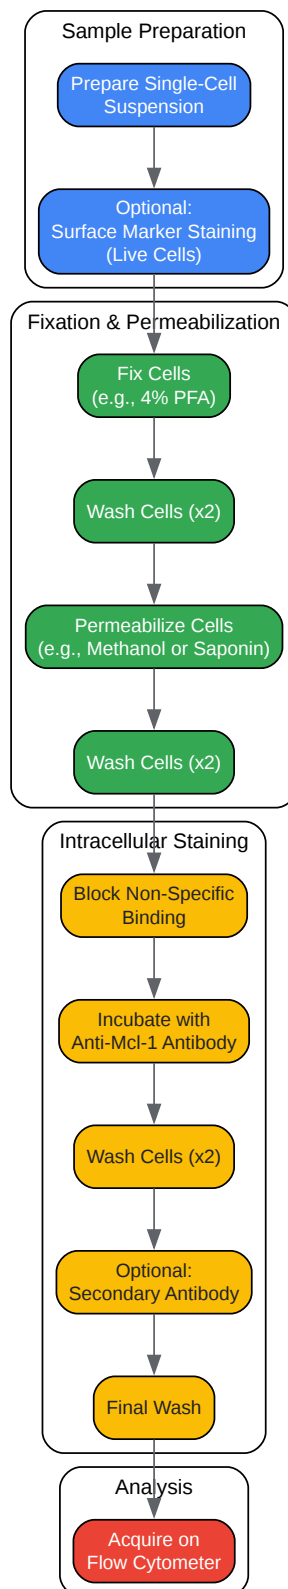 Sample Preparation
Prepare Single-Cell
Suspension
Optional:
Surface Marker Staining
(Live Cells)
Fixation & Permeabilization
Fix Cells
(e.g., 4% PFA)
Wash Cells (x2)
Permeabilize Cells
(e.g., Methanol or Saponin)
Wash Cells (x2)
Intracellular Staining
Block Non-Specific
Binding
Incubate with
Anti-Mcl-1 Antibody
Wash Cells (x2)
Optional:
Secondary Antibody
Final Wash
Analysis
Acquire on
Flow Cytometer